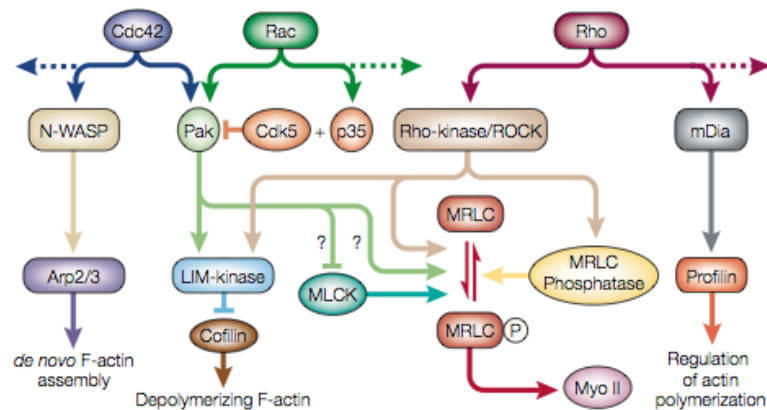 Cdc42
Rac
Rho
N-WASP
Pak
Cdk5
+
p35
Rho-kinase/ROCK
mDia
MRLC
?
?
Arp2/3
LIM-kinase
MLCK
MRLC
Phosphatase
Profilin
Cofilin
MRLC
P
de novo F-actin
assembly
Depolymerizing F-actin
Myo II
Regulation
of actin
polymerization